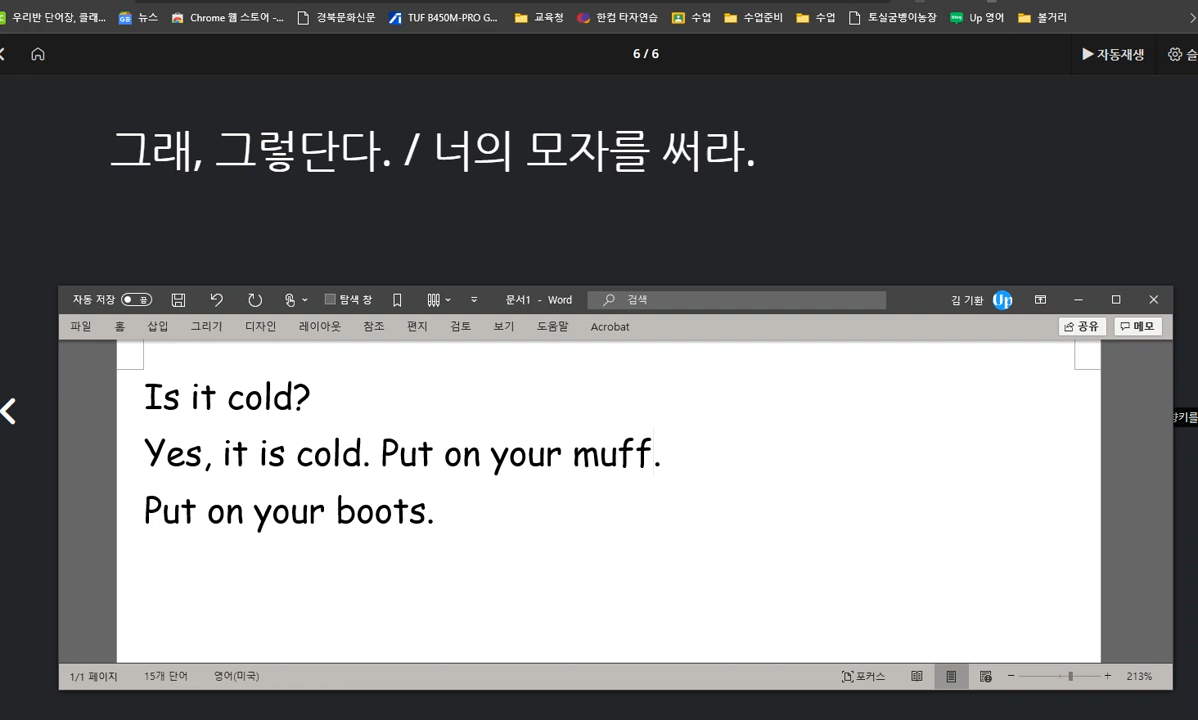 우리반 단어장, 클래... 뉴스 Chrome 웹 스토어 -... 경북문화신문 TUF B450M-PRO G... 교육청 한컴 타자연습 수업 수업준비 수업 토실굼벵이농장 Up 영어 볼거리
6 / 6 ▶ 자동재생 슬
그래, 그렇단다. / 너의 모자를 써라.
자동 저장 끔 탐색 창 문서1 - Word 검색 김 기환 Up
파일 홈 삽입 그리기 디자인 레이아웃 참조 편지 검토 보기 도움말 Acrobat 공유 메모
Is it cold?
향키를
Yes, it is cold. Put on your muff.
Put on your boots.
1/1 페이지 15개 단어 영어(미국) 포커스 - + 213%